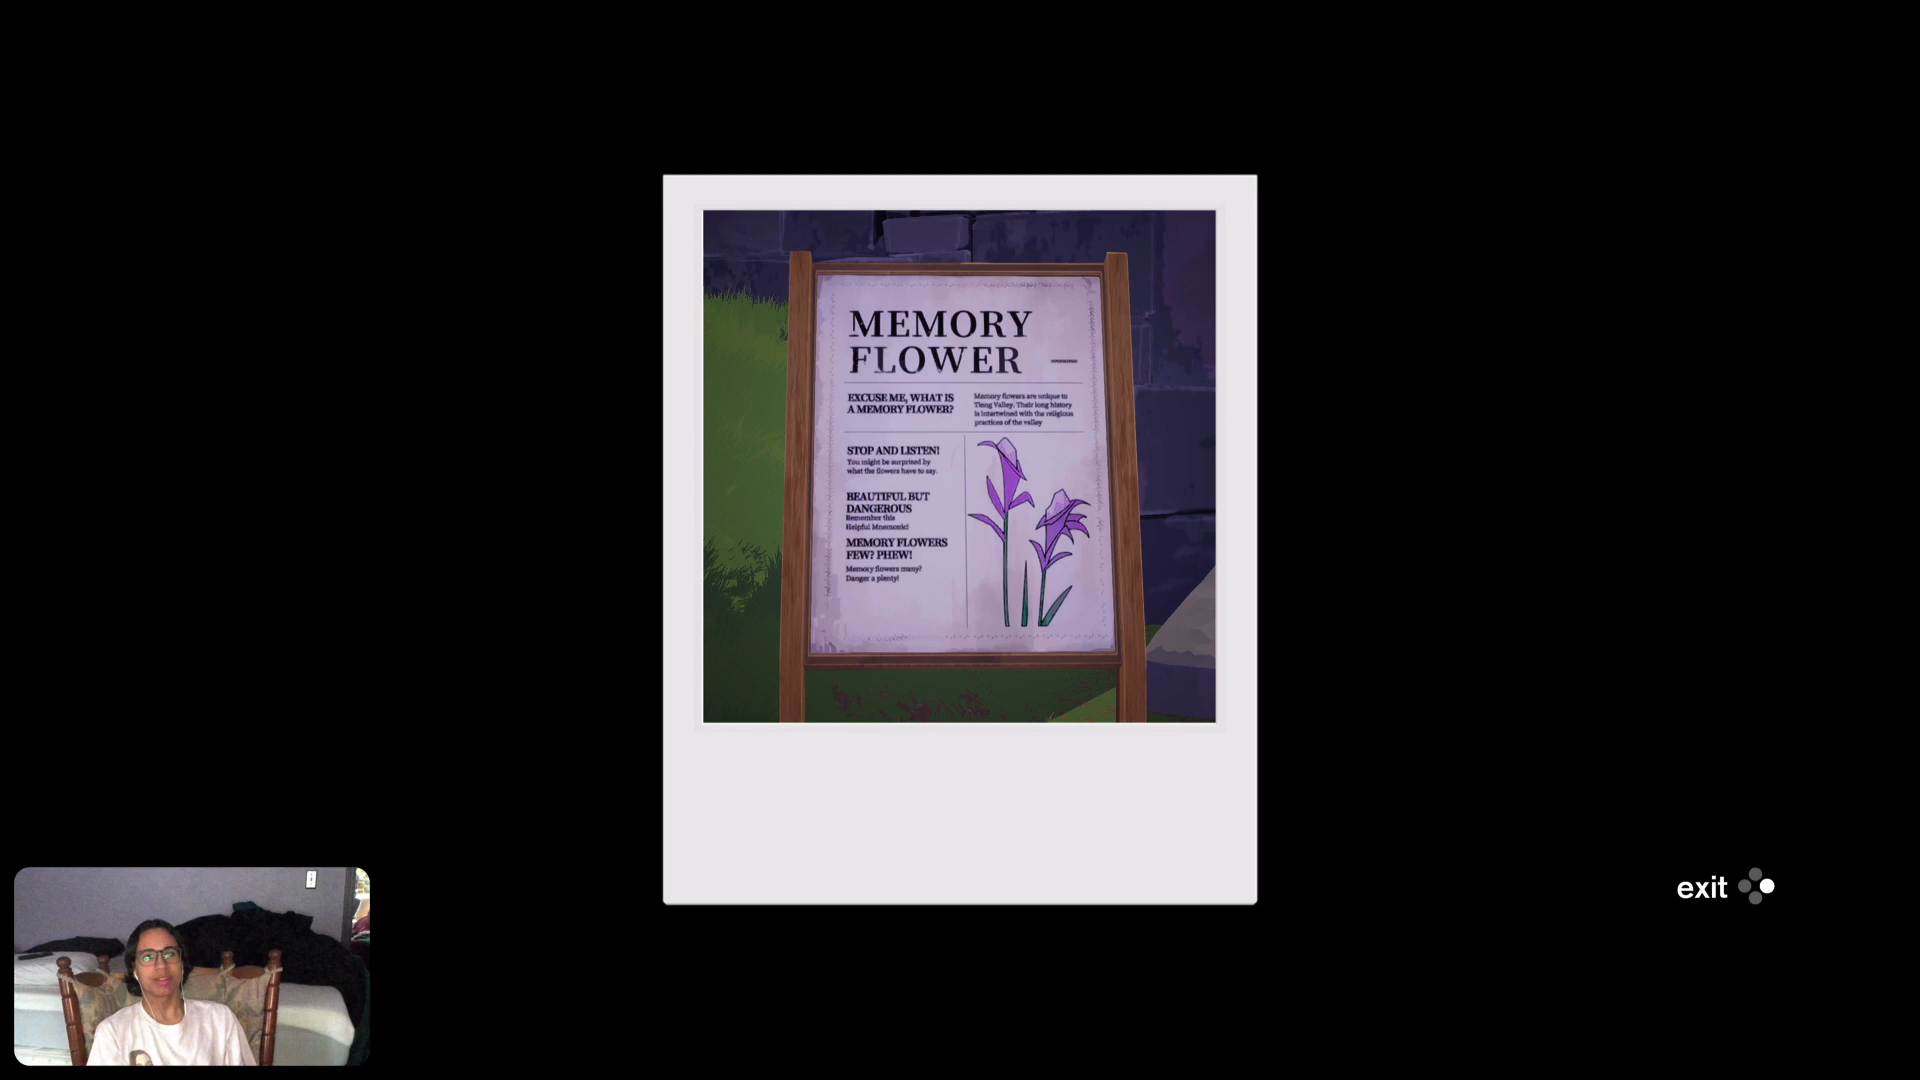 MEMORY
FLOWER
EXCUSE ME, WHAT IS
A MEMORY FLOWER?
Memory flowers are unique to
Tieng Valley. Their long history
is intertwined with the religious
practices of the valley
STOP AND LISTEN!
You might be surprised by
what the flowers have to say.
BEAUTIFUL BUT
DANGEROUS
Remember this
Helpful Mnemonic!
MEMORY FLOWERS
FEW? PHEW!
Memory flowers many?
Danger a plenty!
exit